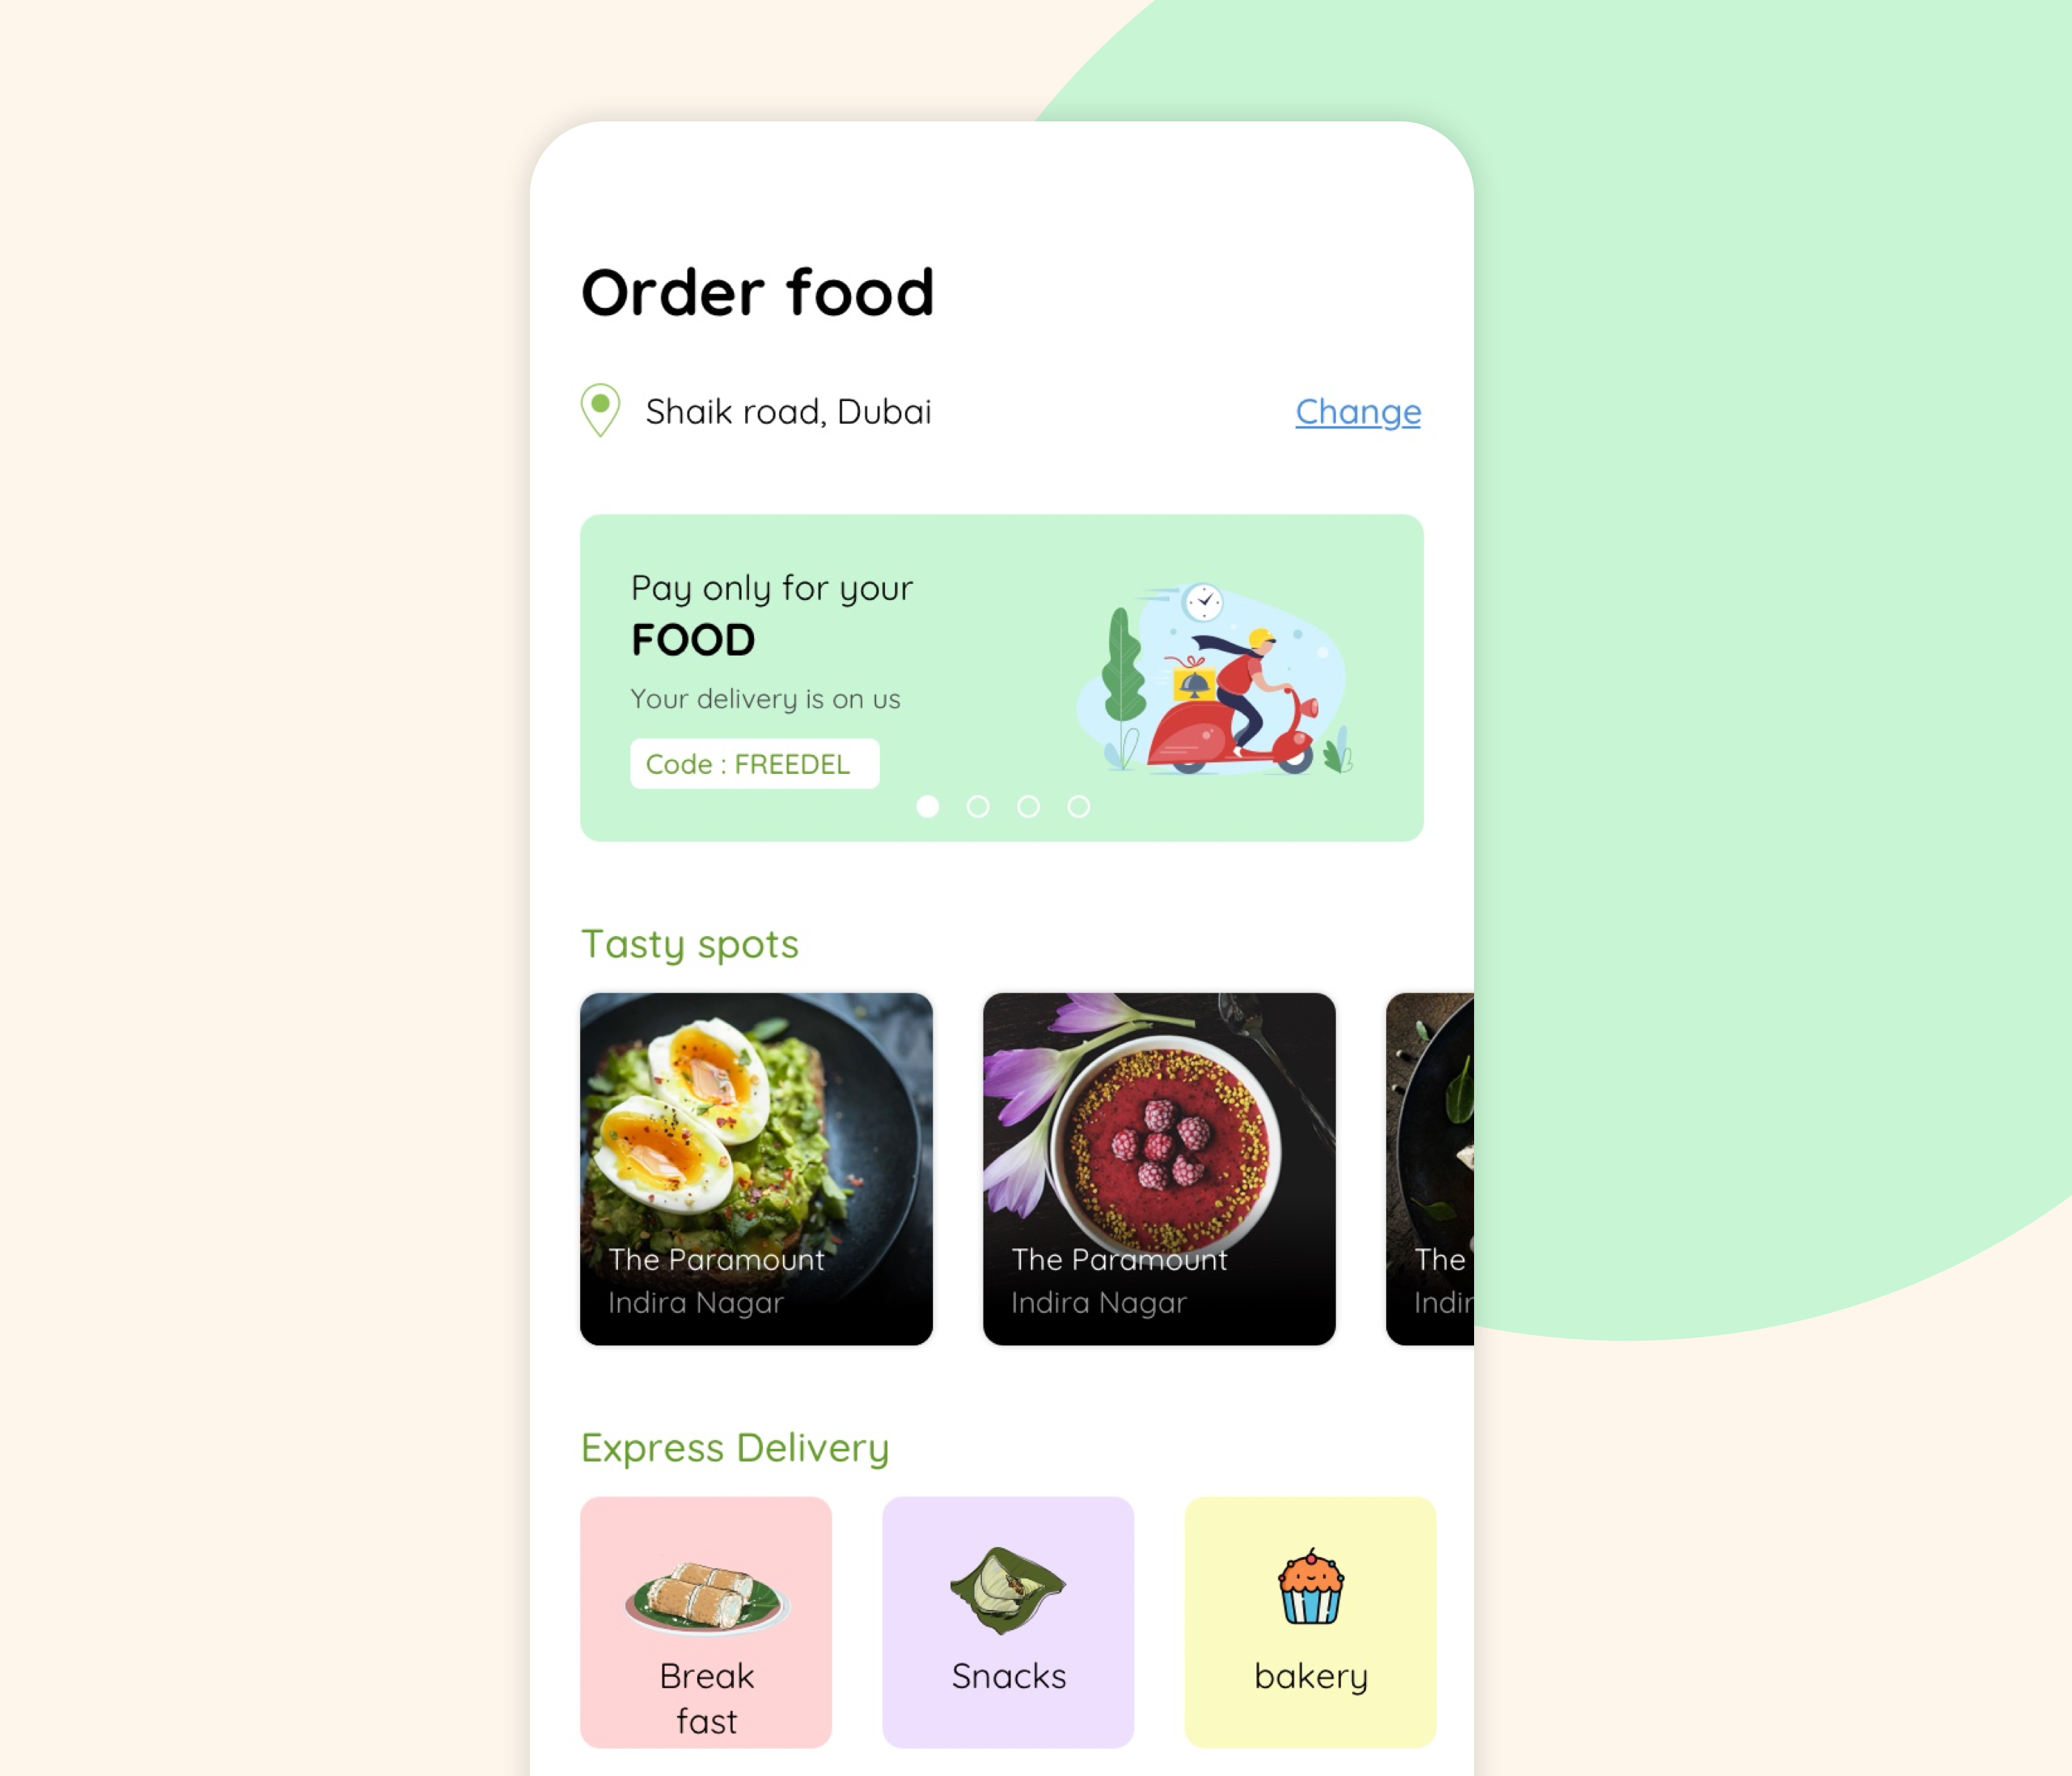 Order food
Shaik road, Dubai
Change
Pay only for your
FOOD
Your delivery is on us
Code : FREEDEL
Tasty spots
The Paramount
Indira Nagar
The Paramount
Indira Nagar
The
Express Delivery
Break
fast
Snacks
bakery